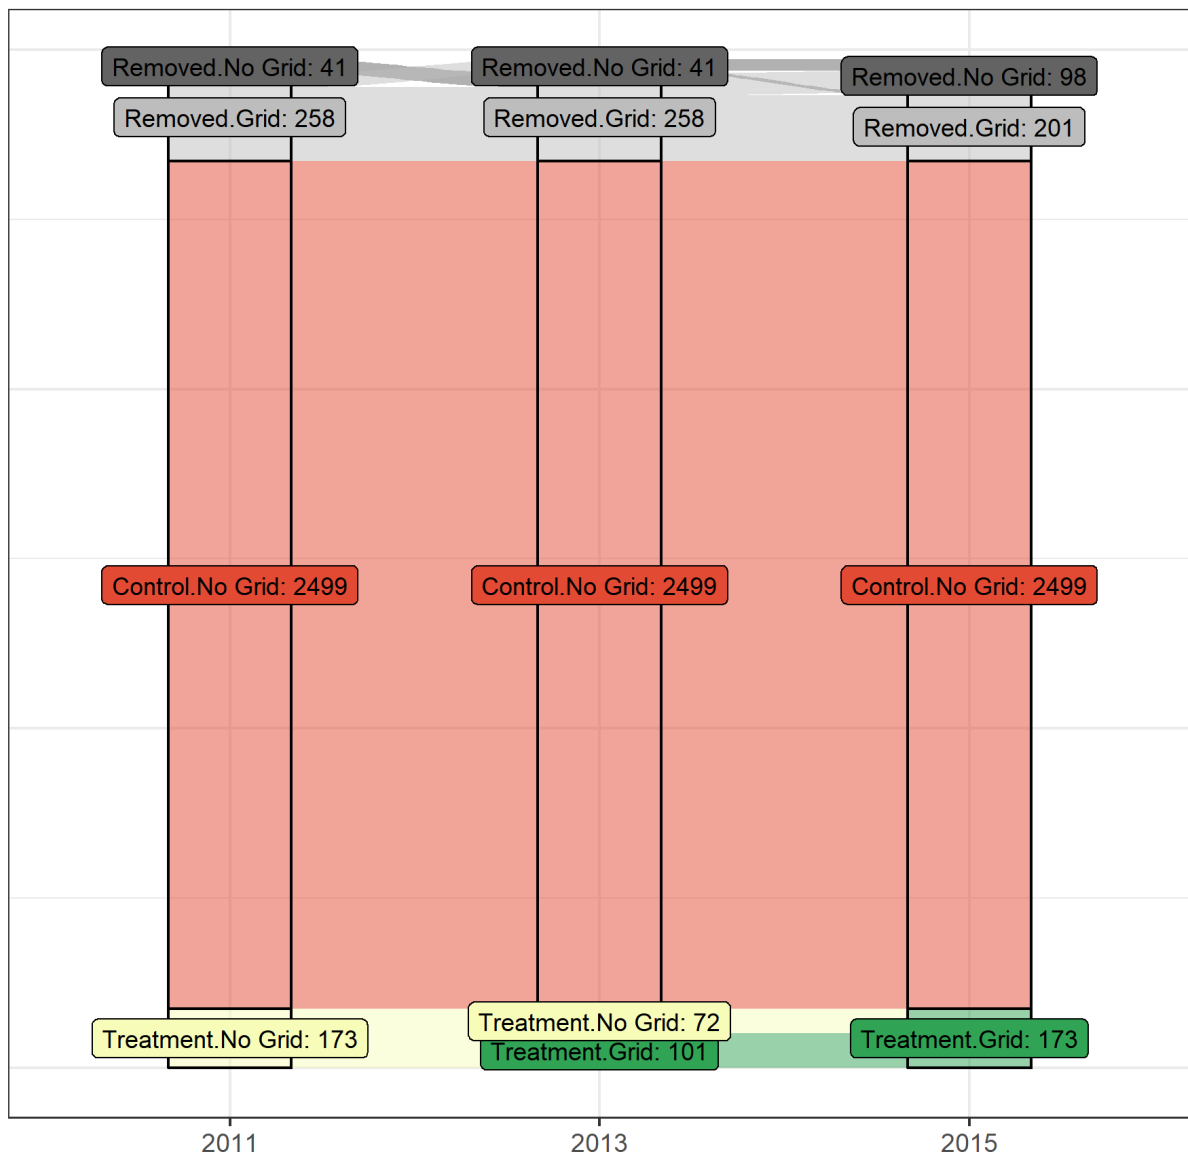 Removed.No Grid: 41
Removed.No Grid: 41
Removed.No Grid: 98
Removed.Grid: 258
Removed.Grid: 258
Removed.Grid: 201
Control.No Grid: 2499
Control.No Grid: 2499
Control.No Grid: 2499
Treatment.No Grid: 173
Treatment.No Grid: 72
Treatment.Grid: 101
Treatment.Grid: 173
2011
2013
2015